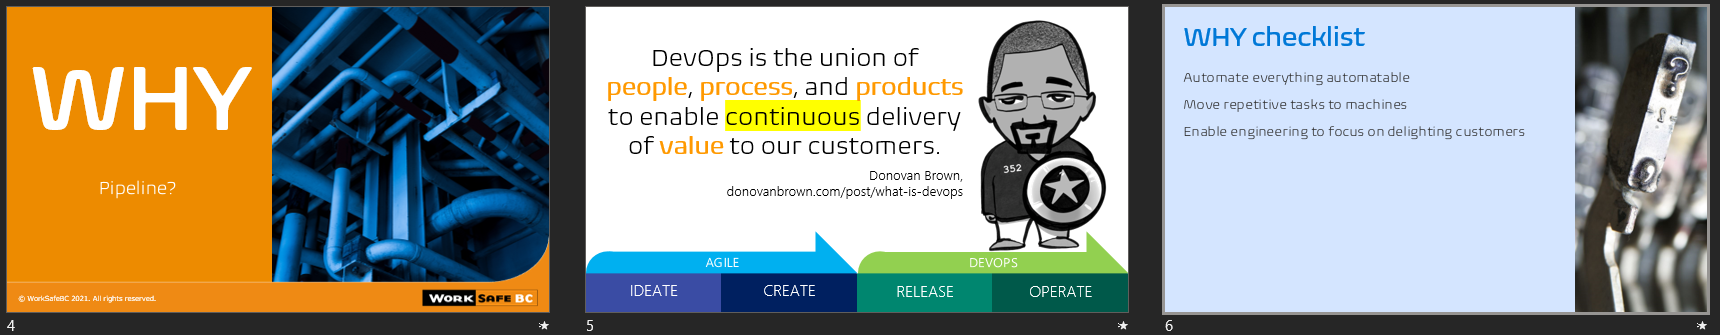 WHY
Pipeline?
© WorkSafeBC 2021. All rights reserved.
WORK SAFE BC
4
DevOps is the union of
people, process, and products
to enable continuous delivery
of value to our customers.
Donovan Brown,
donovanbrown.com/post/what-is-devops
352
AGILE
DEVOPS
IDEATE
CREATE
RELEASE
OPERATE
5
WHY checklist
Automate everything automatable
Move repetitive tasks to machines
Enable engineering to focus on delighting customers
?
6